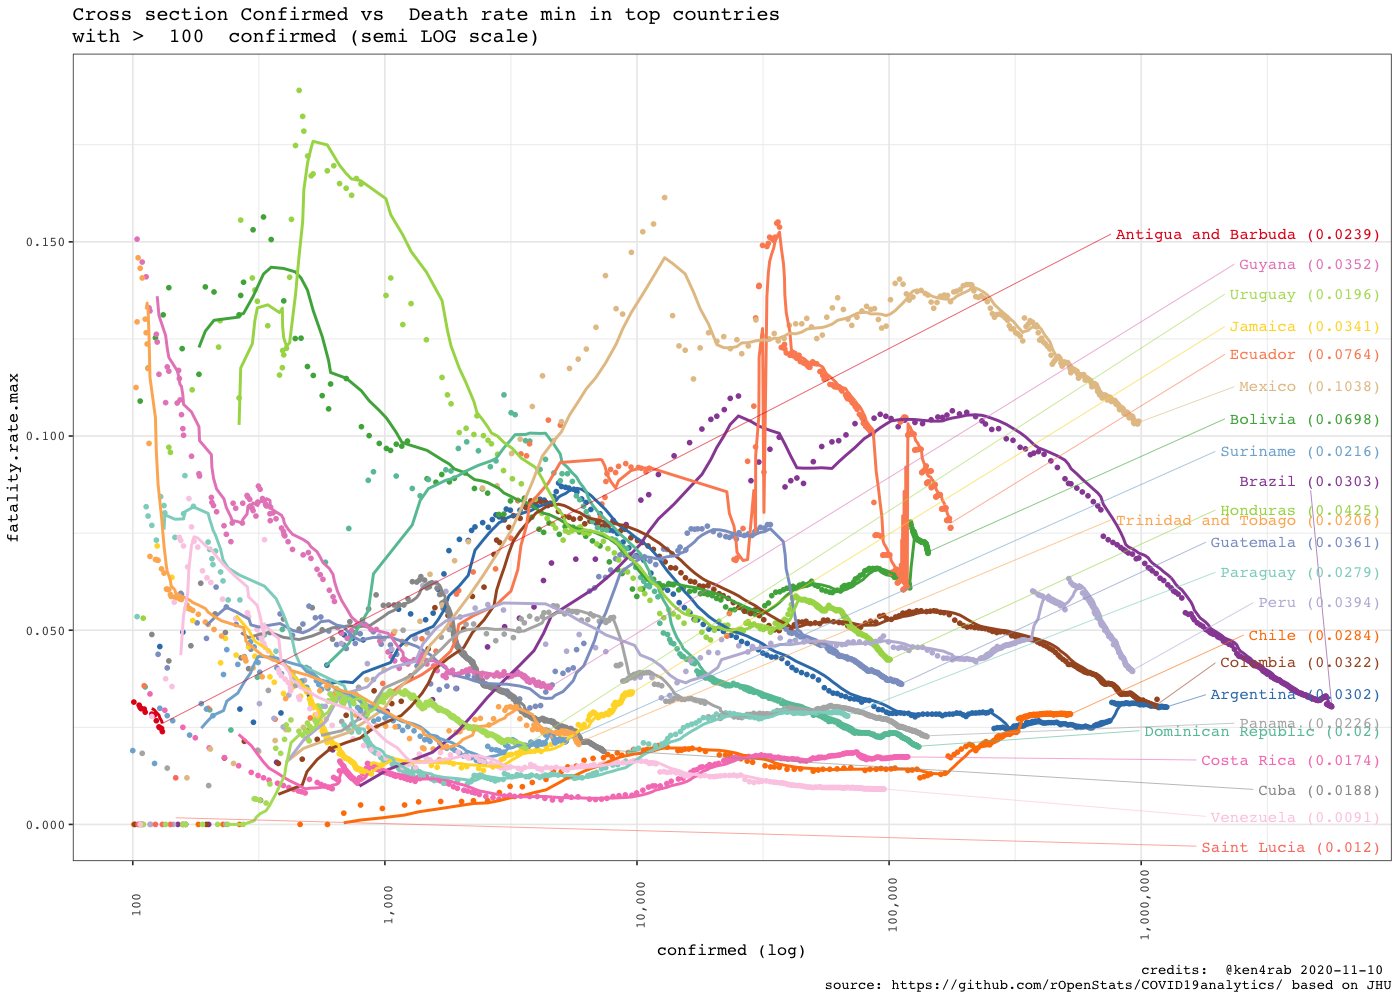 Cross section Confirmed vs  Death rate min in top countries
with >  100  confirmed (semi LOG scale)
fatality.rate.max
0.150
0.100
0.050
0.000
Antigua and Barbuda (0.0239)
Guyana (0.0352)
Uruguay (0.0196)
Jamaica (0.0341)
Ecuador (0.0764)
Mexico (0.1038)
Bolivia (0.0698)
Suriname (0.0216)
Brazil (0.0303)
Honduras (0.0425)
Trinidad and Tobago (0.0206)
Guatemala (0.0361)
Paraguay (0.0279)
Peru (0.0394)
Chile (0.0284)
Colombia (0.0322)
Argentina (0.0302)
Panama (0.0226)
Dominican Republic (0.02)
Costa Rica (0.0174)
Cuba (0.0188)
Venezuela (0.0091)
Saint Lucia (0.012)
100
1,000
10,000
100,000
1,000,000
confirmed (log)
credits:  @ken4rab 2020-11-10
source: https://github.com/rOpenStats/COVID19analytics/ based on JHU